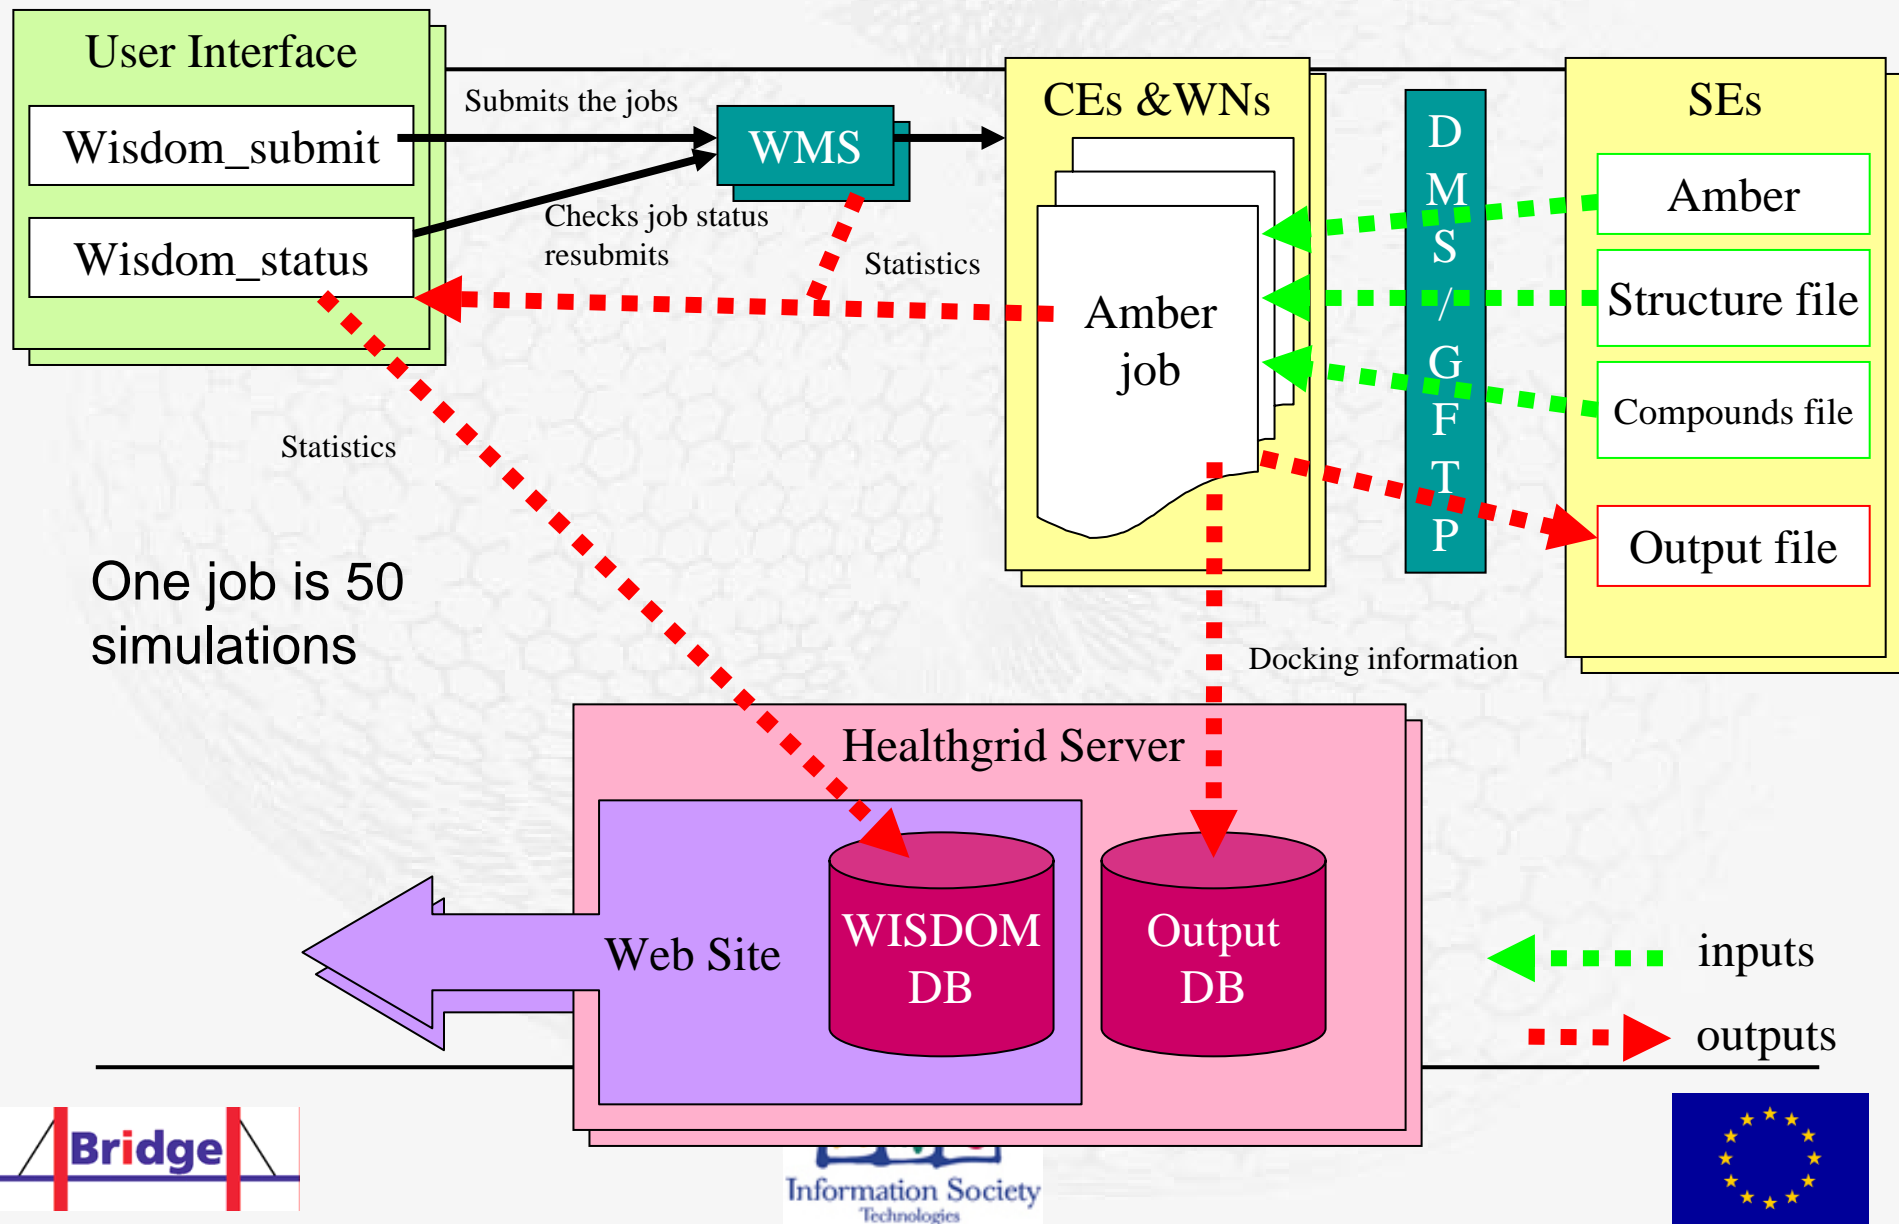 User Interface
Wisdom_submit
Wisdom_status
Submits the jobs
Checks job status
resubmits
WMS
Statistics
CEs &WNs
Amber
job
D
M
S
/
G
F
T
P
SEs
Amber
Structure file
Compounds file
Output file
Statistics
One job is 50
simulations
Docking information
Healthgrid Server
Web Site
WISDOM
DB
Output
DB
inputs
outputs
Bridge
Information Society
Technologies